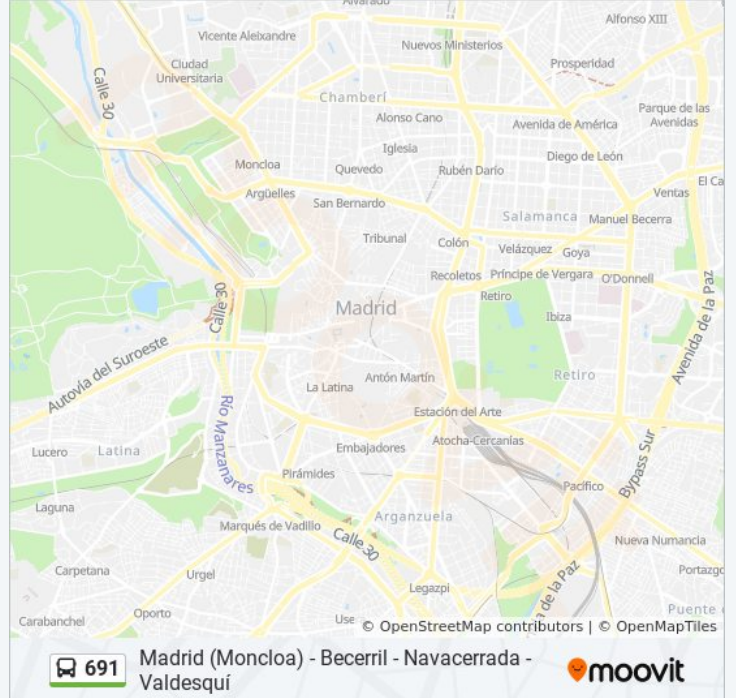 Alvarado
Alfonso XIII
Vicente Aleixandre
Nuevos Ministerios
Ciudad
Universitaria
Prosperidad
Calle 30
Chamberí
Parque de las
Avenidas
Alonso Cano
Avenida de América
Iglesia
Diego de León
Moncloa
Quevedo
Rubén Darío
El Ca
Argüelles
Ventas
San Bernardo
Salamanca
Manuel Becerra
Tribunal
Colón
Velázquez
Goya
Recoletos
Príncipe de Vergara
O'Donnell
Calle 30
Retiro
Madrid
Ibiza
Avenida de la Paz
Autovía del Suroeste
Antón Martín
Retiro
La Latina
Estación del Arte
Río Manzanares
Atocha-Cercanías
Embajadores
Lucero
Latina
Bypass Sur
Pirámides
Pacífico
Laguna
Arganzuela
Marqués de Vadillo
Calle 30
Nueva Numancia
Carpetana
Urgel
Portazgo
Legazpi
a de la Paz
Oporto
Puente
Carabanchel
Use
© OpenStreetMap contributors | © OpenMapTiles
691
Madrid (Moncloa) - Becerril - Navacerrada -
Valdesquí
moovit